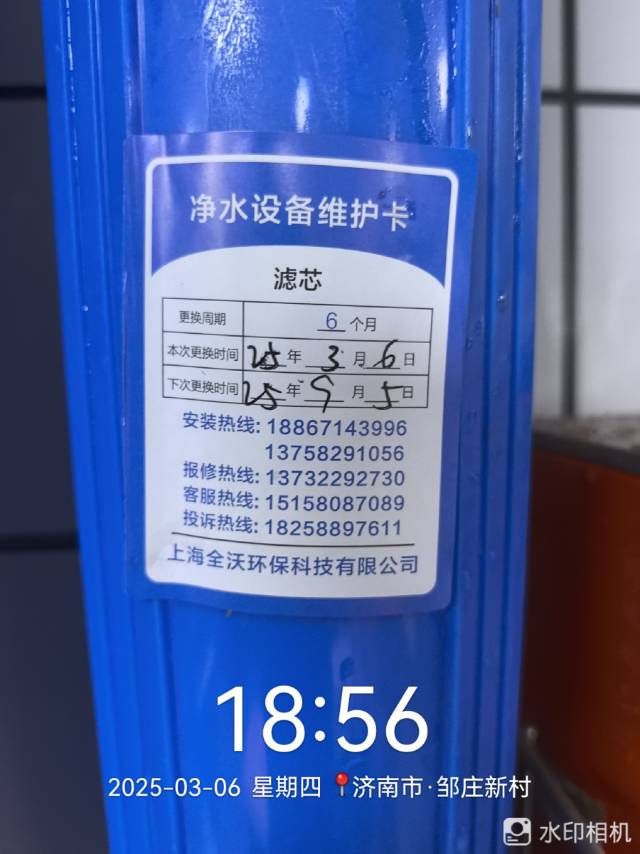 净水设备维护卡
滤芯
更换周期 6 个月
本次更换时间 25 年 3 月 6 日
下次更换时间 25 年 9 月 5 日
安装热线: 18867143996
13758291056
报修热线: 13732292730
客服热线: 15158087089
投诉热线: 18258897611
上海全沃环保科技有限公司
18:56
2025-03-06 星期四 济南市·邹庄新村
水印相机